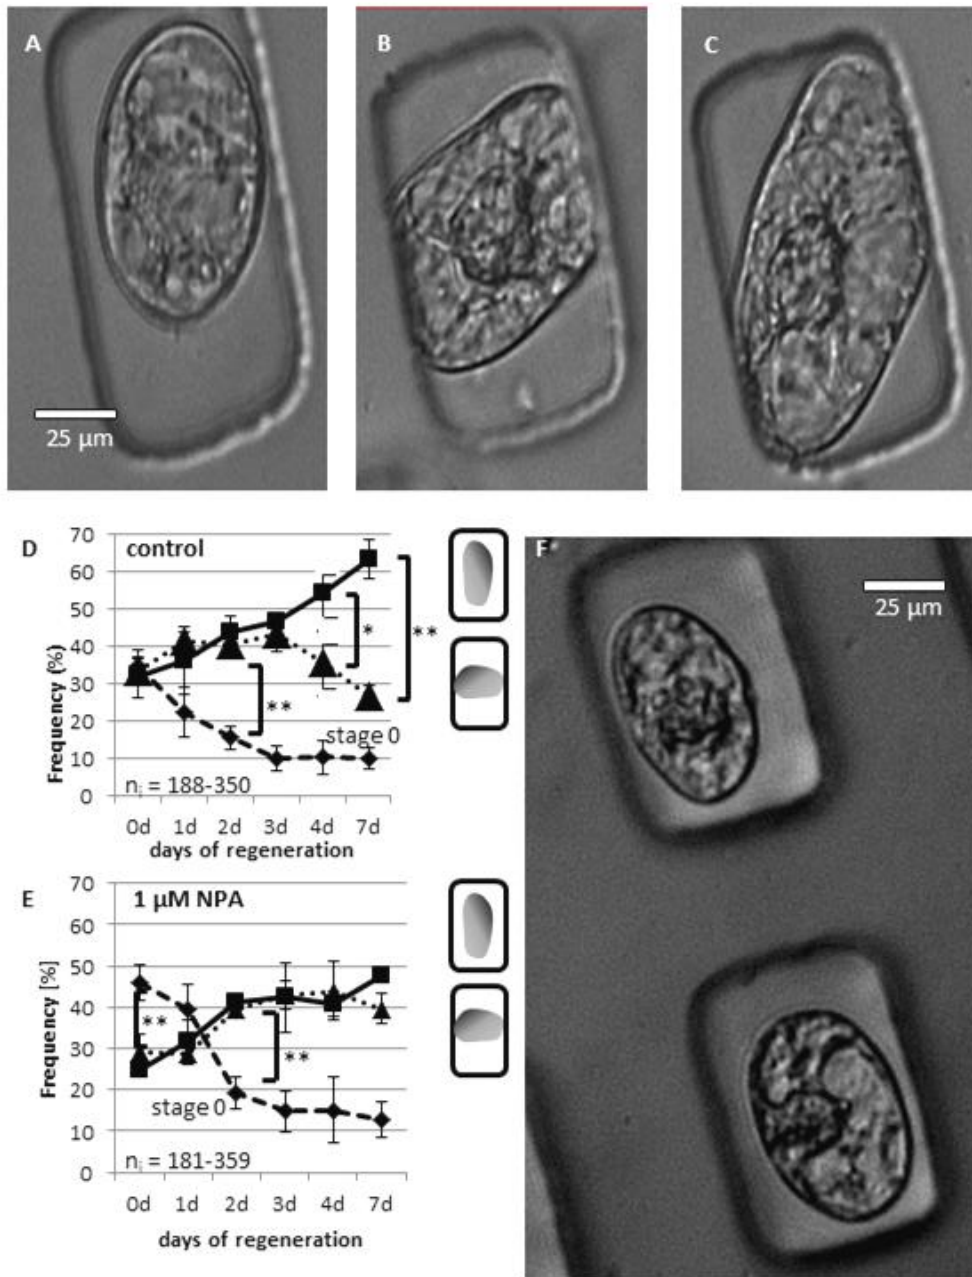 A
B
C
25 µm
D
control
70
60
50
40
30
20
10
0
Frequency (%)
*
**
**
stage 0
nᵢ = 188-350
0d 1d 2d 3d 4d 7d
days of regeneration
E
1 µM NPA
70
60
50
40
30
20
10
0
Frequency [%]
**
**
stage 0
nᵢ = 181-359
0d 1d 2d 3d 4d 7d
days of regeneration
F
25 µm